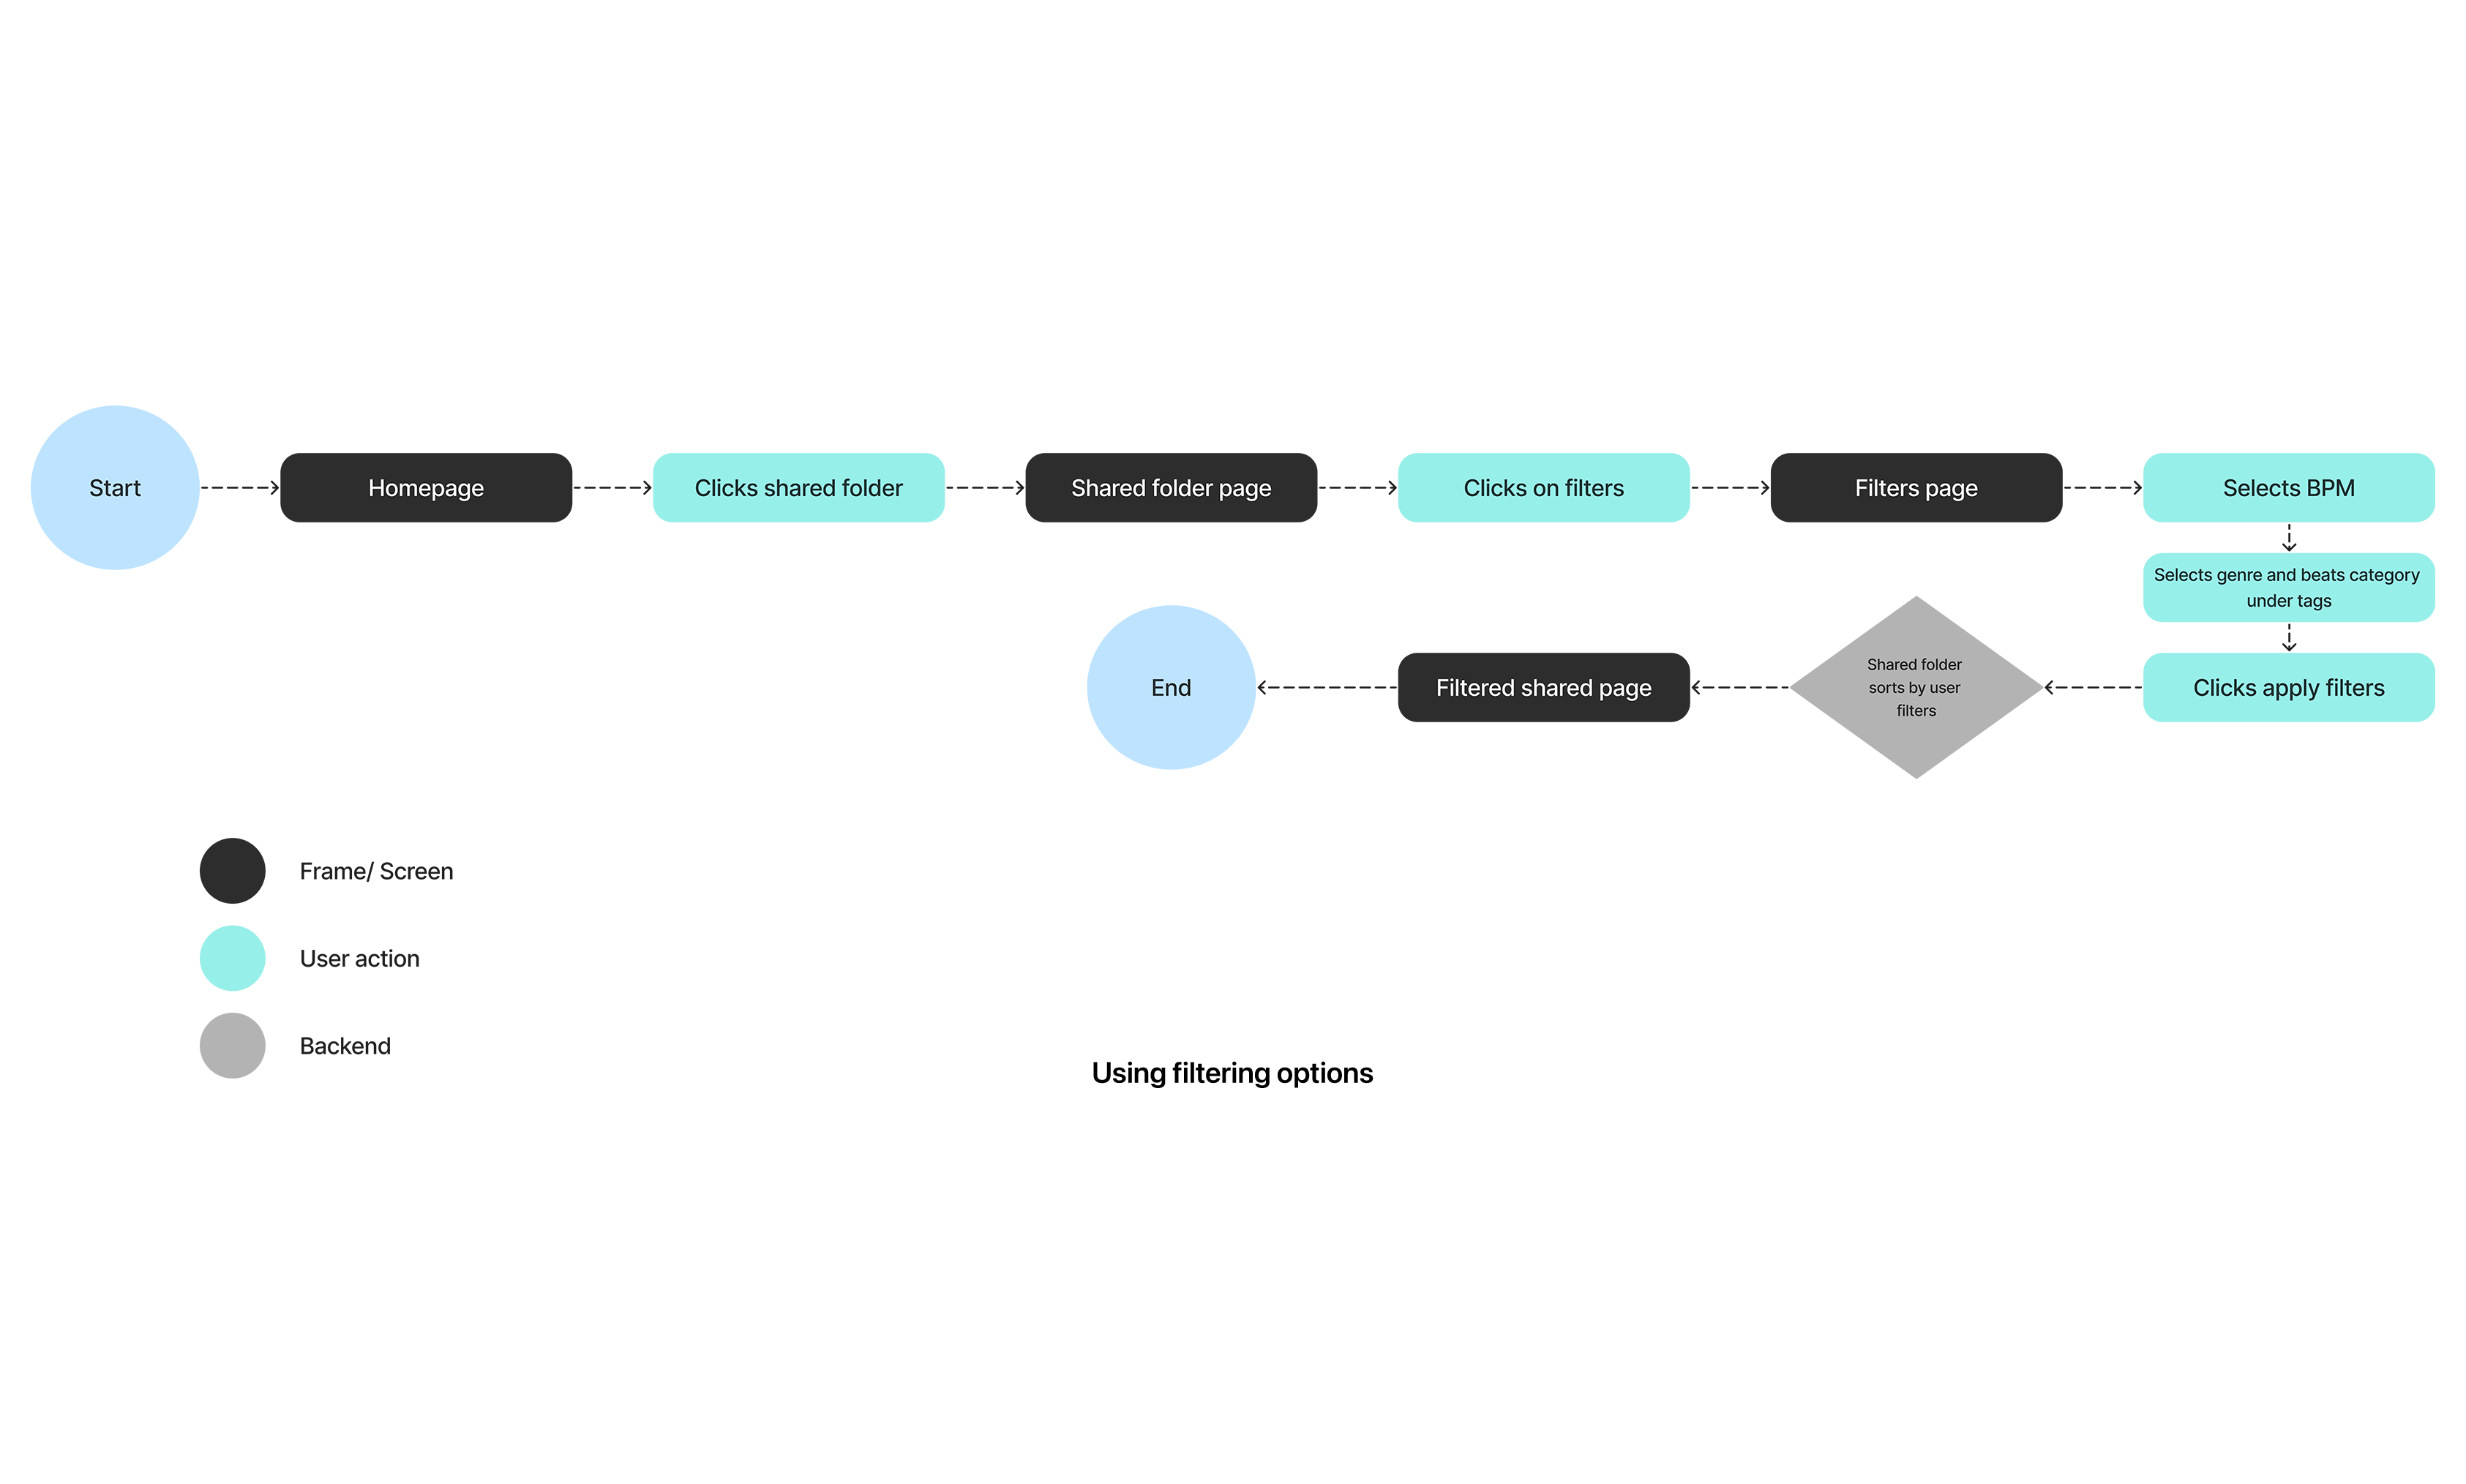 Start
Homepage
Clicks shared folder
Shared folder page
Clicks on filters
Filters page
Selects BPM
Selects genre and beats category
under tags
Clicks apply filters
Shared folder
sorts by user
filters
Filtered shared page
End
Frame/ Screen
User action
Backend
Using filtering options